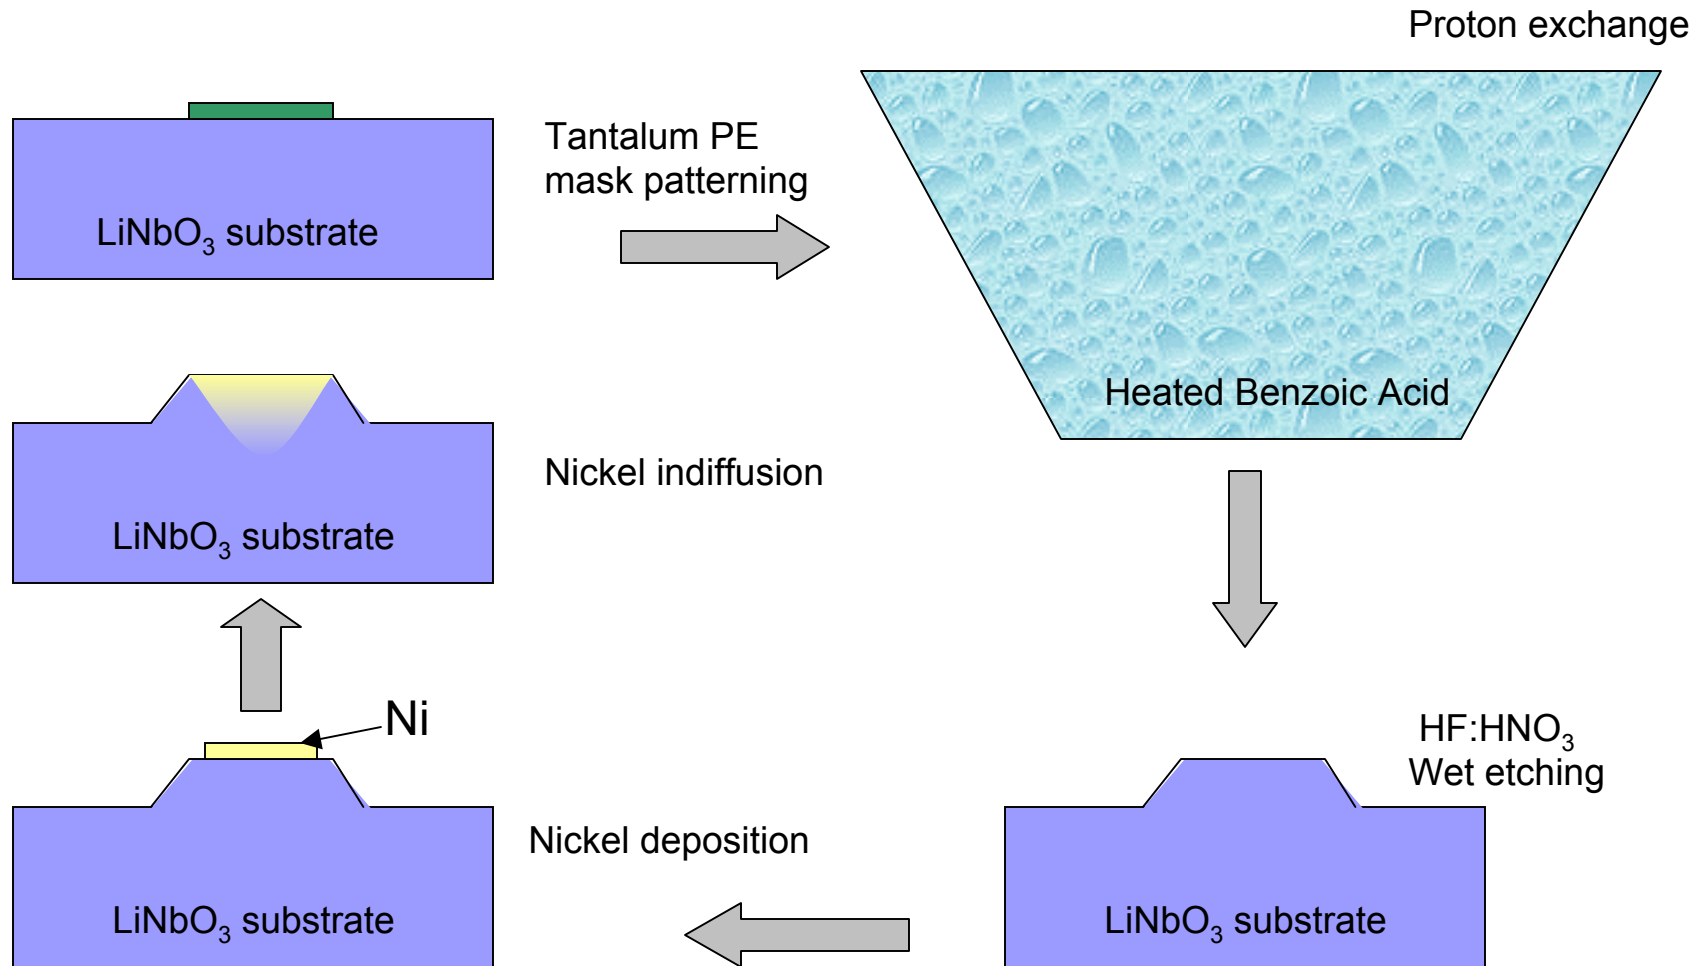 Proton exchange
Tantalum PE
mask patterning
LiNbO₃ substrate
Heated Benzoic Acid
Nickel indiffusion
LiNbO₃ substrate
Ni
HF:HNO₃
Wet etching
Nickel deposition
LiNbO₃ substrate
LiNbO₃ substrate